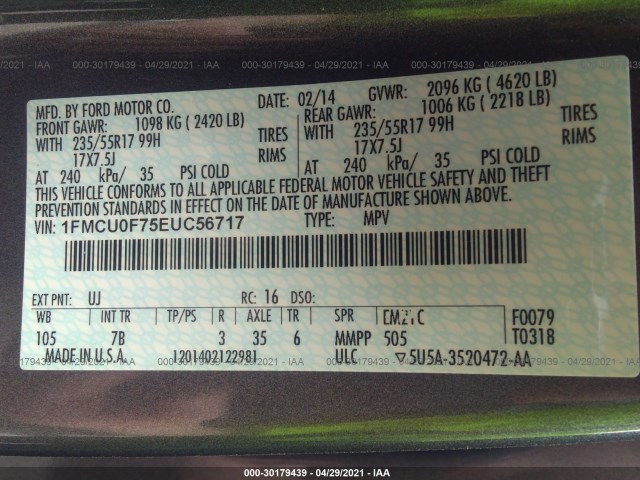 000-30179439 - 04/29/2021 - IAA
MFD. BY FORD MOTOR CO. DATE: 02/14 GVWR: 2096 KG ( 4620 LB)
FRONT GAWR: 1098 KG ( 2420 LB) REAR GAWR: 1006 KG ( 2218 LB)
WITH 235/55R17 99H TIRES WITH 235/55R17 99H TIRES
17X7.5J RIMS 17X7.5J RIMS
AT 240 kPa/ 35 PSI COLD AT 240 kPa/ 35 PSI COLD
THIS VEHICLE CONFORMS TO ALL APPLICABLE FEDERAL MOTOR VEHICLE SAFETY AND THEFT
PREVENTION STANDARDS IN EFFECT ON THE DATE OF MANUFACTURE SHOWN ABOVE.
VIN: 1FMCU0F75EUC56717 TYPE: MPV
EXT PNT: UJ RC: 16 DSO:
WB INT TR TP/PS R AXLE TR SPR F0079
105 7B 3 35 6 MMPP 505 T0318
MADE IN U.S.A. 12014021229 ULC ▽5U5A-3520472-AA
000-30179439 - 04/29/2021 - IAA